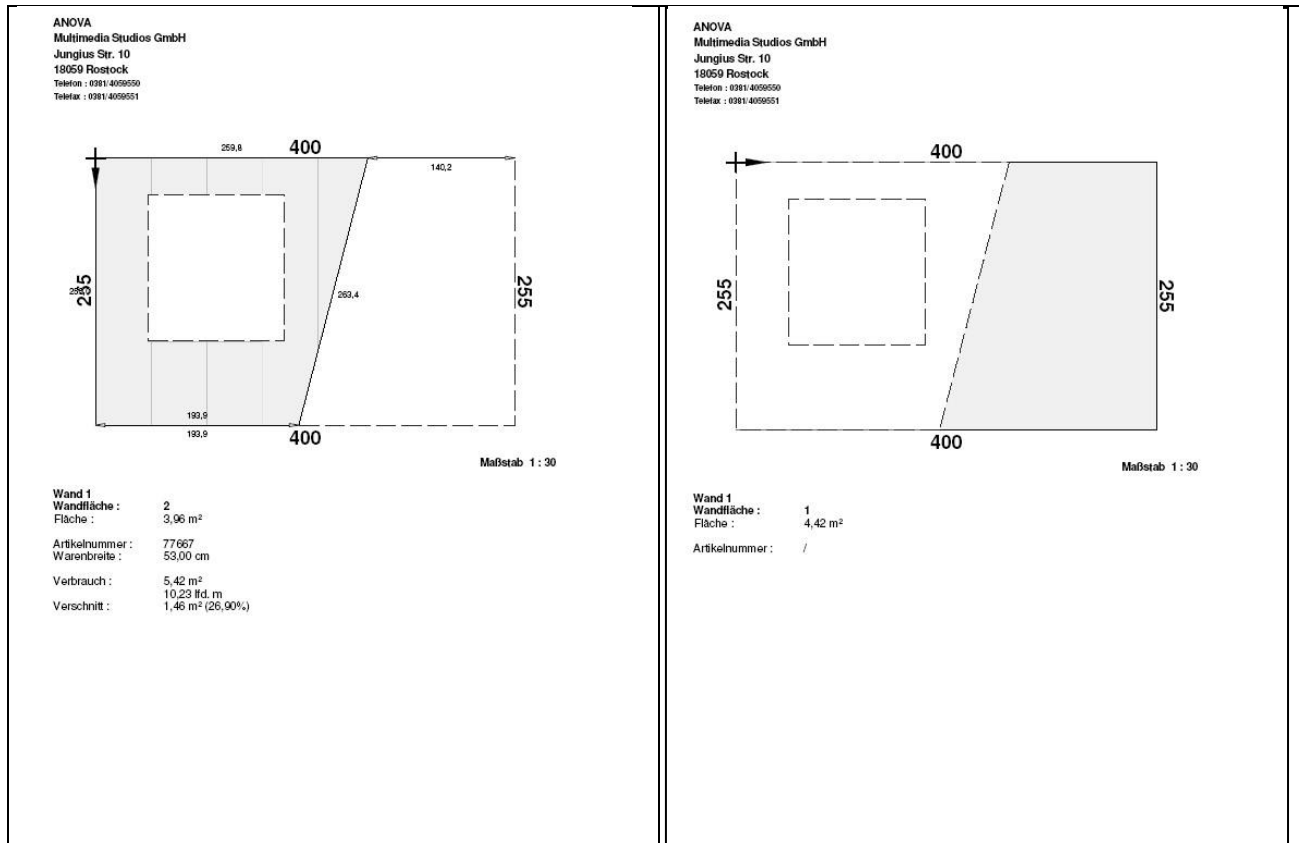 ANOVA
Multimedia Studios GmbH
Jungius Str. 10
18059 Rostock
Telefon : 0381/4059550
Telefax : 0381/4059551
259,8
400
140,2
255
263,4
255
193,9
193,9
400
Maßstab 1 : 30
Wand 1
Wandfläche : 2
Fläche : 3,96 m²
Artikelnummer : 77667
Warenbreite : 53,00 cm
Verbrauch : 5,42 m²
10,23 lfd. m
Verschnitt : 1,46 m² (26,90%)
ANOVA
Multimedia Studios GmbH
Jungius Str. 10
18059 Rostock
Telefon : 0381/4059550
Telefax : 0381/4059551
400
255
255
400
Maßstab 1 : 30
Wand 1
Wandfläche : 1
Fläche : 4,42 m²
Artikelnummer : /